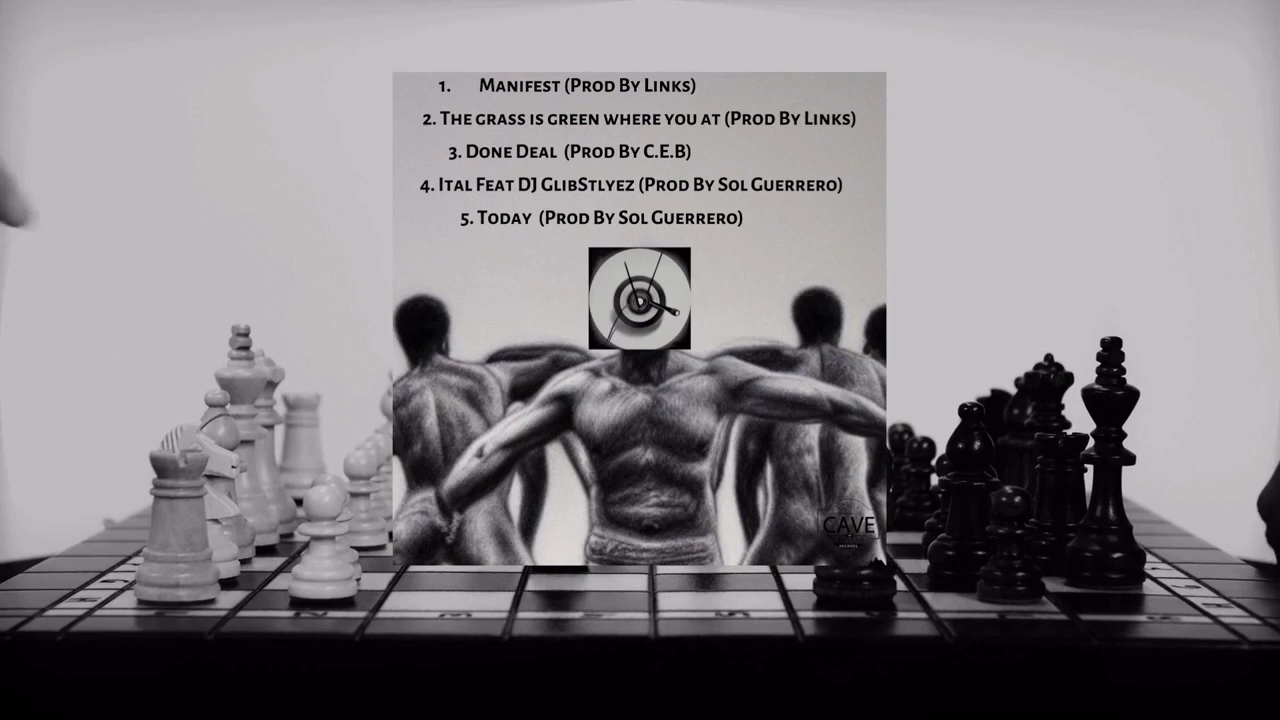 1. Manifest (Prod By Links)
2. The grass is green where you at (Prod By Links)
3. Done Deal (Prod By C.E.B)
4. Ital Feat DJ GlibStlyez (Prod By Sol Guerrero)
5. Today (Prod By Sol Guerrero)
CAVE